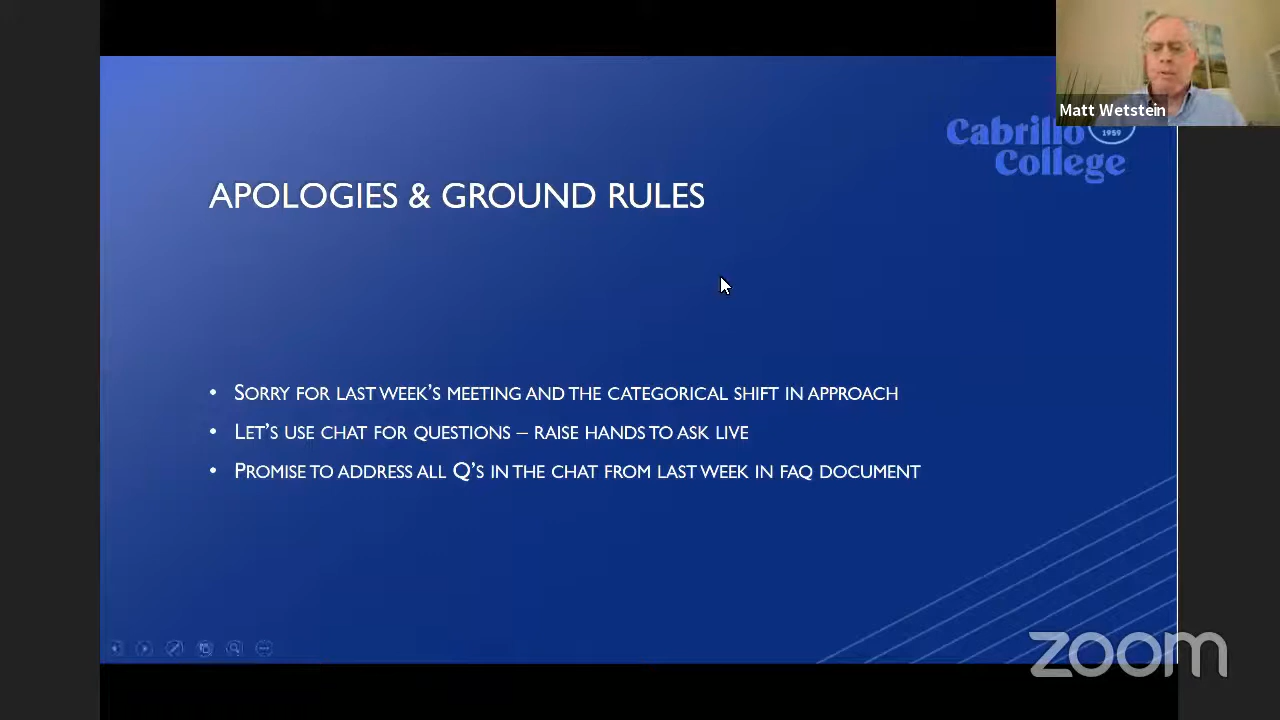 Matt Wetstein
Cabrillo
1959
College
APOLOGIES & GROUND RULES
• SORRY FOR LAST WEEK'S MEETING AND THE CATEGORICAL SHIFT IN APPROACH
• LET'S USE CHAT FOR QUESTIONS – RAISE HANDS TO ASK LIVE
• PROMISE TO ADDRESS ALL Q'S IN THE CHAT FROM LAST WEEK IN FAQ DOCUMENT
zoom